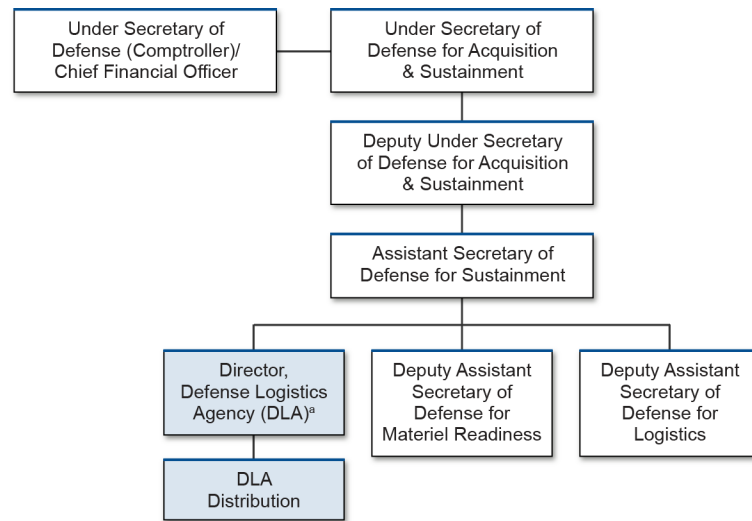 Under Secretary of
Defense (Comptroller)/
Chief Financial Officer
Under Secretary of
Defense for Acquisition
& Sustainment
Deputy Under Secretary
of Defense for Acquisition
& Sustainment
Assistant Secretary of
Defense for Sustainment
Director,
Defense Logistics
Agency (DLA)ª
Deputy Assistant
Secretary of
Defense for
Materiel Readiness
Deputy Assistant
Secretary of
Defense for
Logistics
DLA
Distribution